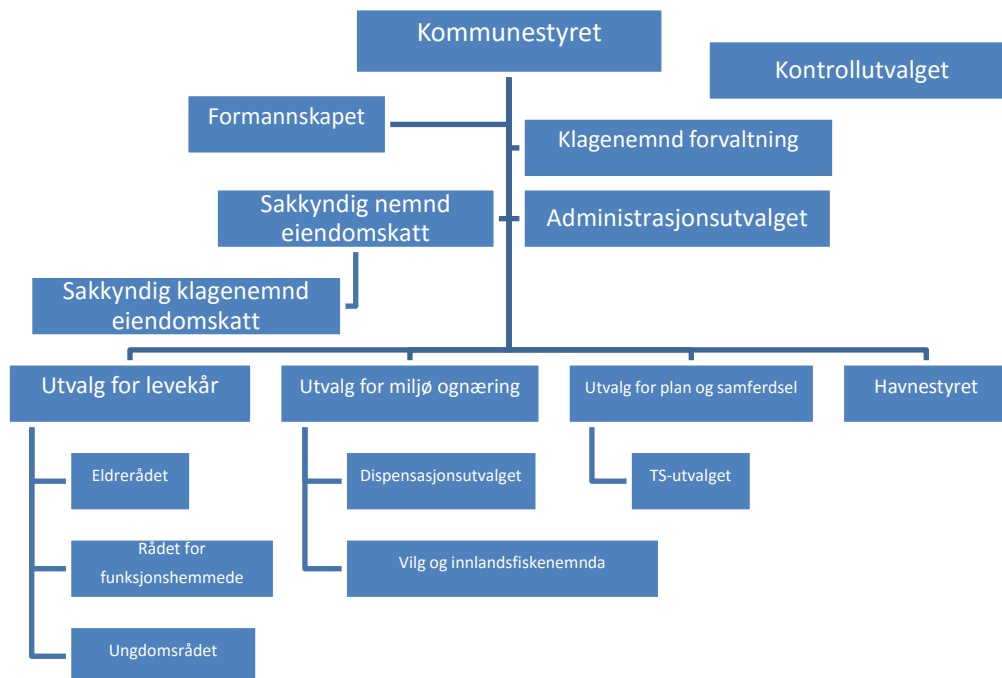 Kommunestyret
Kontrollutvalget
Formannskapet
Klagenemnd forvaltning
Sakkyndig nemnd
eiendomskatt
Administrasjonsutvalget
Sakkyndig klagenemnd
eiendomskatt
Utvalg for levekår
Utvalg for miljø ognæring
Utvalg for plan og samferdsel
Havnestyret
Eldrerådet
Dispensasjonsutvalget
TS-utvalget
Rådet for
funksjonshemmede
Vilg og innlandsfiskenemnda
Ungdomsrådet